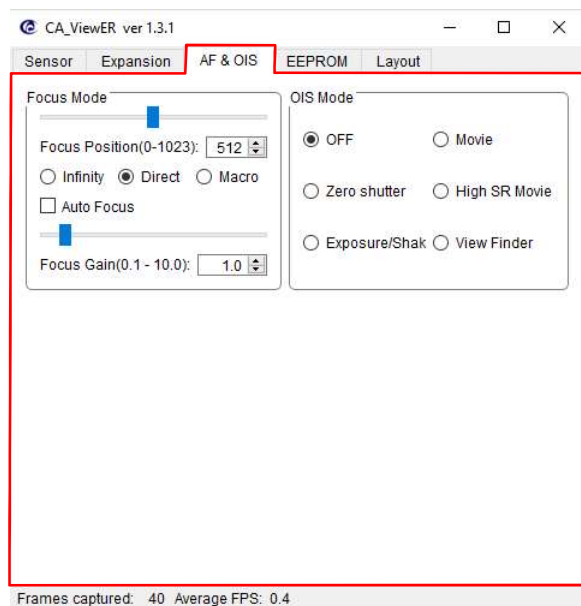 CA_ViewER ver 1.3.1
Sensor Expansion AF & OIS EEPROM Layout
Focus Mode
Focus Position(0-1023): 512
Infinity Direct Macro
Auto Focus
Focus Gain(0.1 - 10.0): 1.0
OIS Mode
OFF Movie
Zero shutter High SR Movie
Exposure/Shak View Finder
Frames captured: 40 Average FPS: 0.4